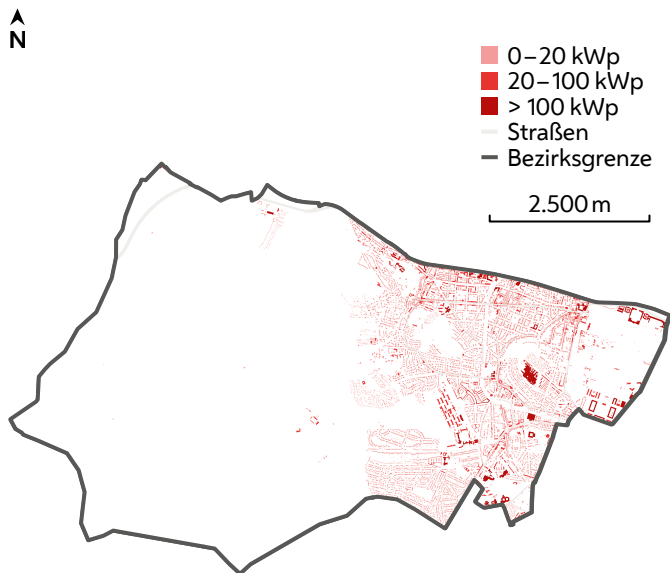 N
0–20 kWp
20–100 kWp
> 100 kWp
Straßen
Bezirksgrenze
2.500 m